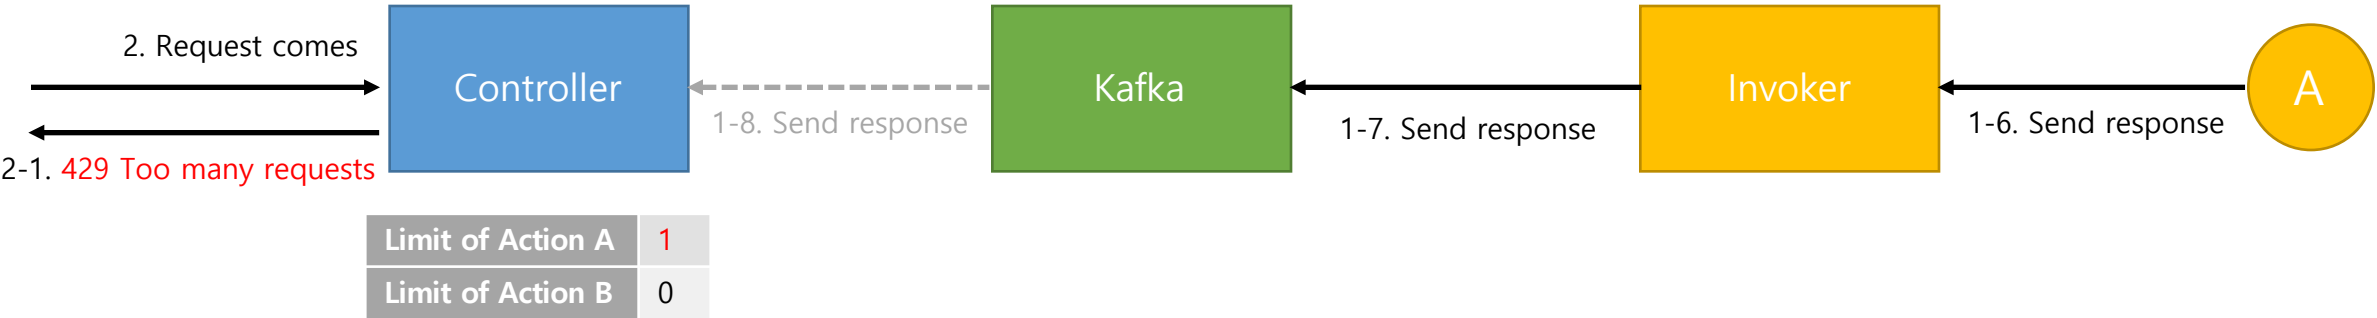 2. Request comes
Controller
Kafka
Invoker
A
1-8. Send response
1-7. Send response
1-6. Send response
2-1. 429 Too many requests
Limit of Action A 1
Limit of Action B 0